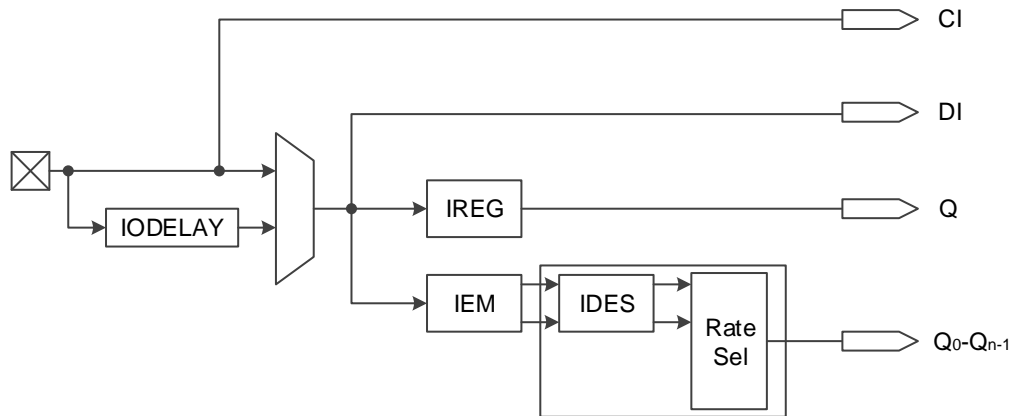 CI
DI
IODELAY
IREG
Q
IEM
IDES
Rate
Sel
Q0-Qn-1